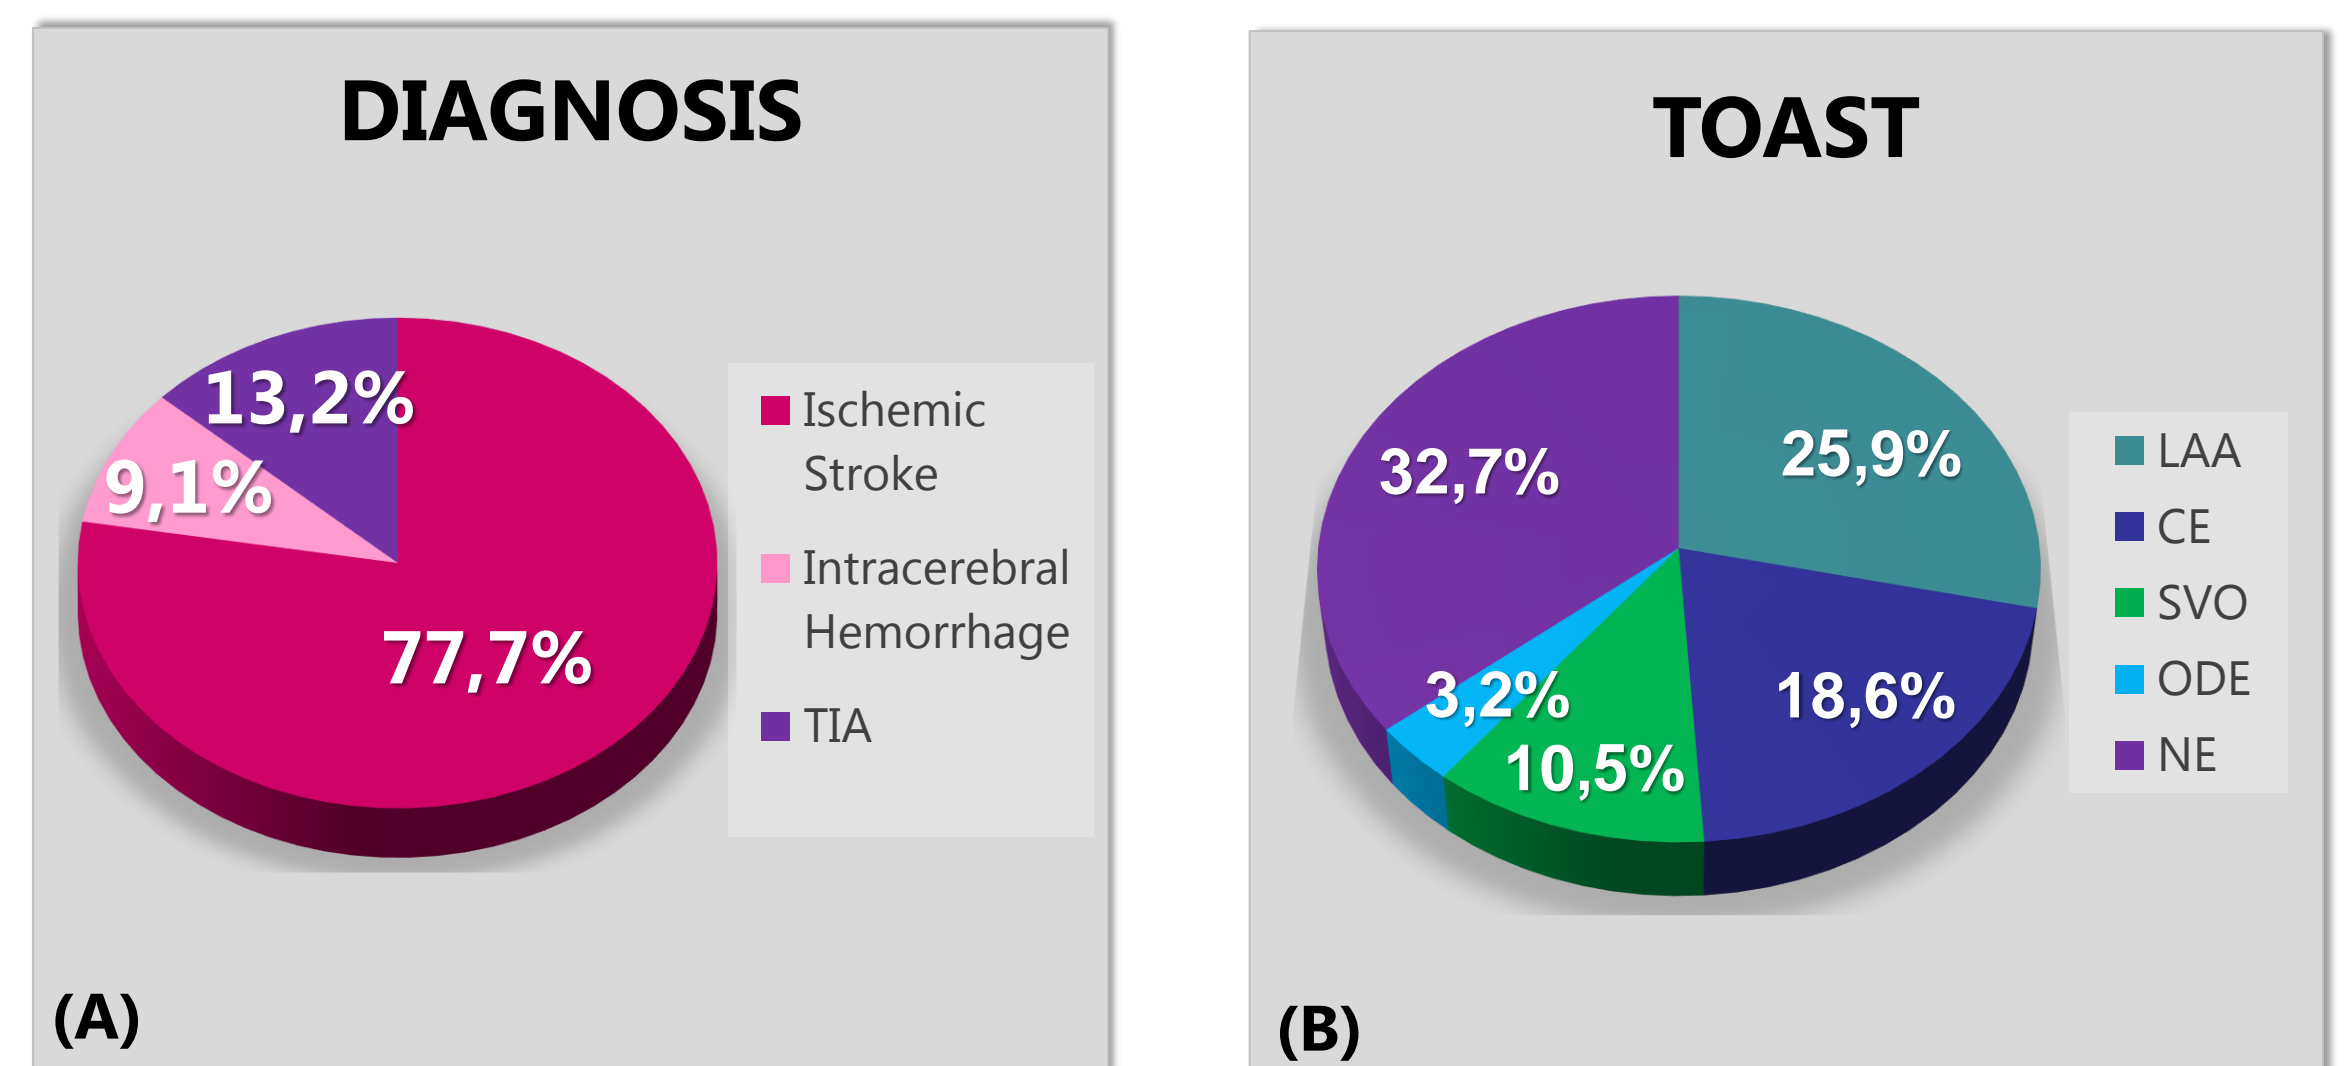 DIAGNOSIS
13,2%
9,1%
77,7%
Ischemic
Stroke
Intracerebral
Hemorrhage
TIA
(A)
TOAST
32,7%
25,9%
3,2%
18,6%
10,5%
LAA
CE
SVO
ODE
NE
(B)